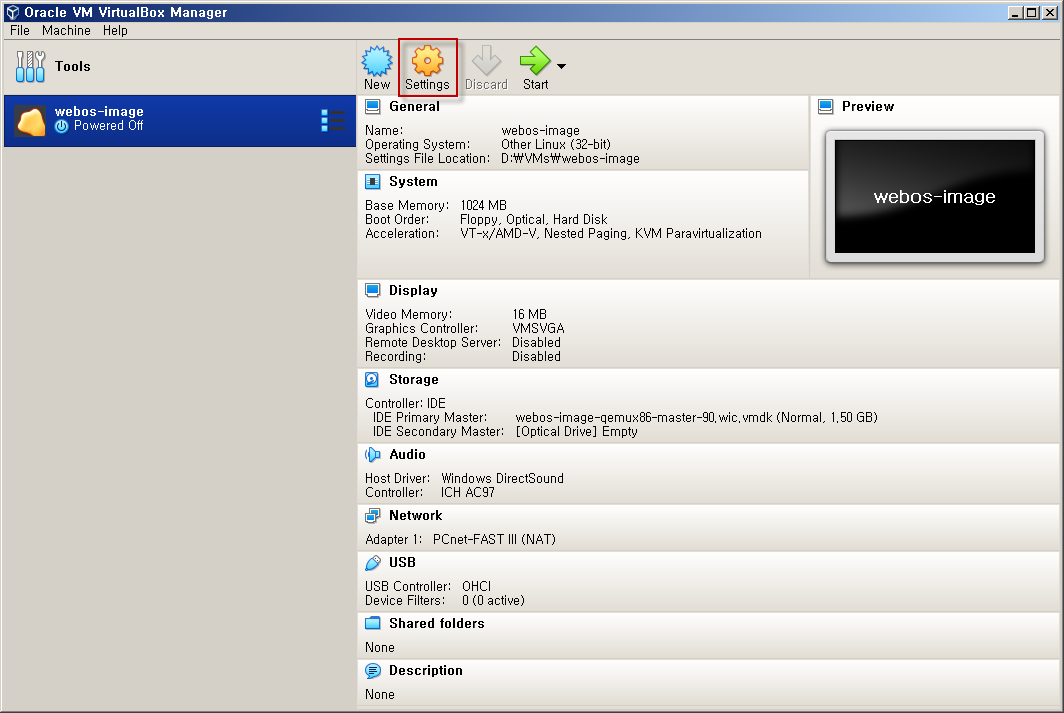 Oracle VM VirtualBox Manager
File Machine Help
Tools
New Settings Discard Start
webos-image
Powered Off
General
Name: webos-image
Operating System: Other Linux (32-bit)
Settings File Location: D:₩VMs₩webos-image
Preview
webos-image
System
Base Memory: 1024 MB
Boot Order: Floppy, Optical, Hard Disk
Acceleration: VT-x/AMD-V, Nested Paging, KVM Paravirtualization
Display
Video Memory: 16 MB
Graphics Controller: VMSVGA
Remote Desktop Server: Disabled
Recording: Disabled
Storage
Controller: IDE
IDE Primary Master: webos-image-qemux86-master-90.wic.vmdk (Normal, 1.50 GB)
IDE Secondary Master: [Optical Drive] Empty
Audio
Host Driver: Windows DirectSound
Controller: ICH AC97
Network
Adapter 1: PCnet-FAST III (NAT)
USB
USB Controller: OHCI
Device Filters: 0 (0 active)
Shared folders
None
Description
None